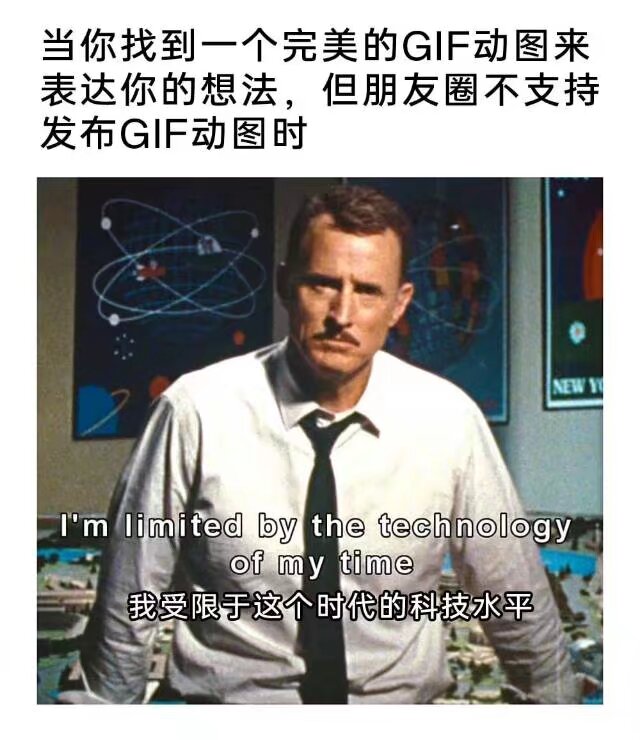 当你找到一个完美的GIF动图来
表达你的想法，但朋友圈不支持
发布GIF动图时
NEW Y
I'm limited by the technology
of my time
我受限于这个时代的科技水平